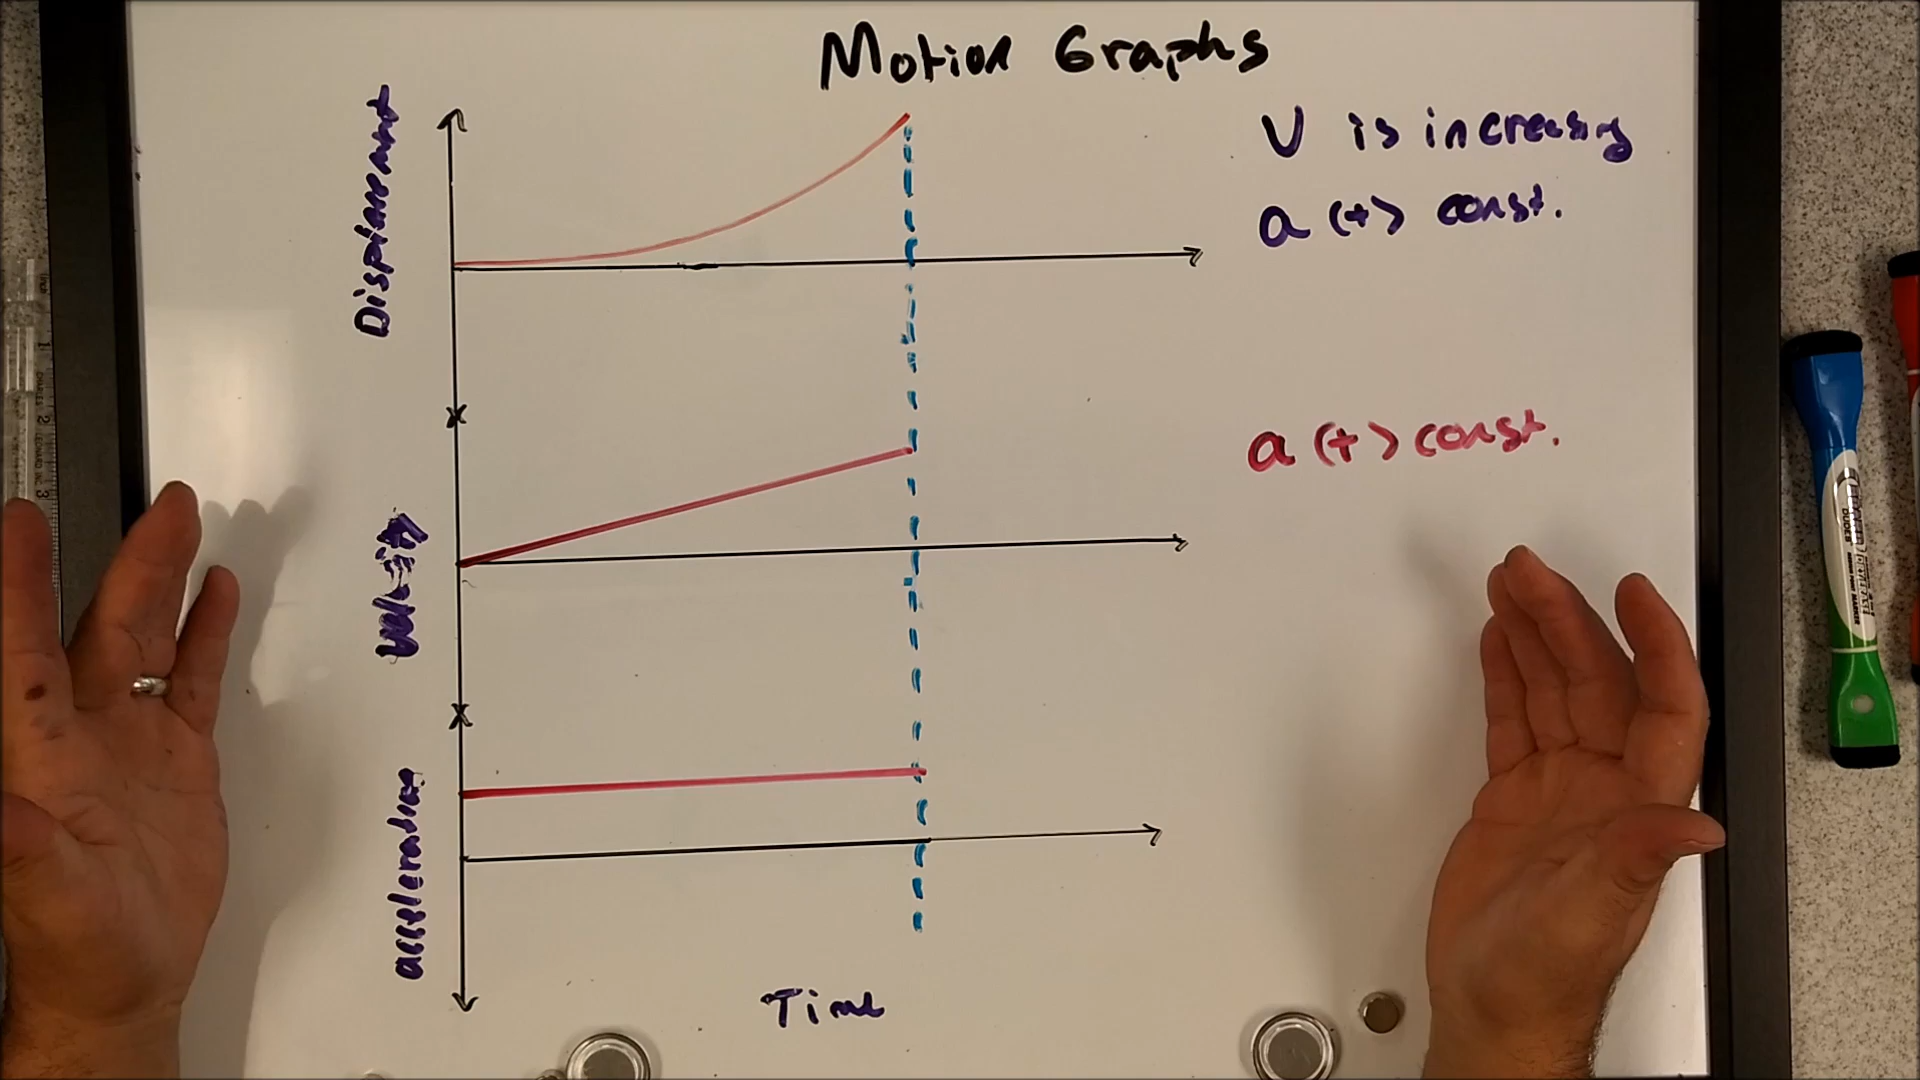 Motion Graphs
Displacement
V is increasing
a (+) const.
Velocity
a (+) const.
acceleration
Time